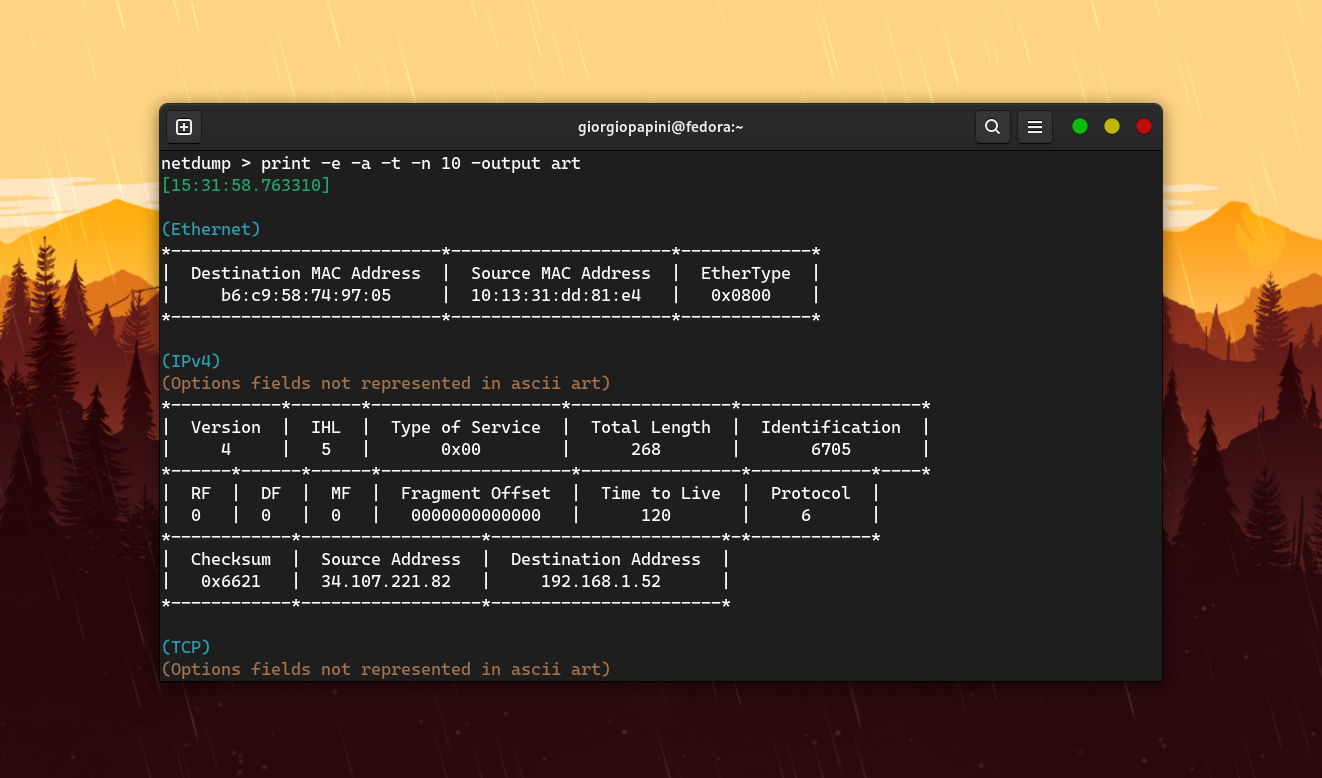 giorgiopapini@fedora:~
netdump > print -e -a -t -n 10 -output art
[15:31:58.763310]
(Ethernet)
*---------------------------*----------------------*-------------*
|  Destination MAC Address  |  Source MAC Address  |  EtherType  |
|     b6:c9:58:74:97:05     |  10:13:31:dd:81:e4   |   0x0800    |
*---------------------------*----------------------*-------------*
(IPv4)
(Options fields not represented in ascii art)
*-----------*-------*-------------------*----------------*------------------*
|  Version  |  IHL  |  Type of Service  |  Total Length  |  Identification  |
|     4     |   5   |       0x00        |      268       |       6705       |
*------*------*------*-------------------*----------------*------------*----*
|  RF  |  DF  |  MF  |  Fragment Offset  |  Time to Live  |  Protocol  |
|  0   |  0   |  0   |   0000000000000   |      120       |     6      |
*------------*------------------*-----------------------*-*------------*
|  Checksum  |  Source Address  |  Destination Address  |
|   0x6621   |  34.107.221.82   |     192.168.1.52      |
*------------*------------------*-----------------------*
(TCP)
(Options fields not represented in ascii art)